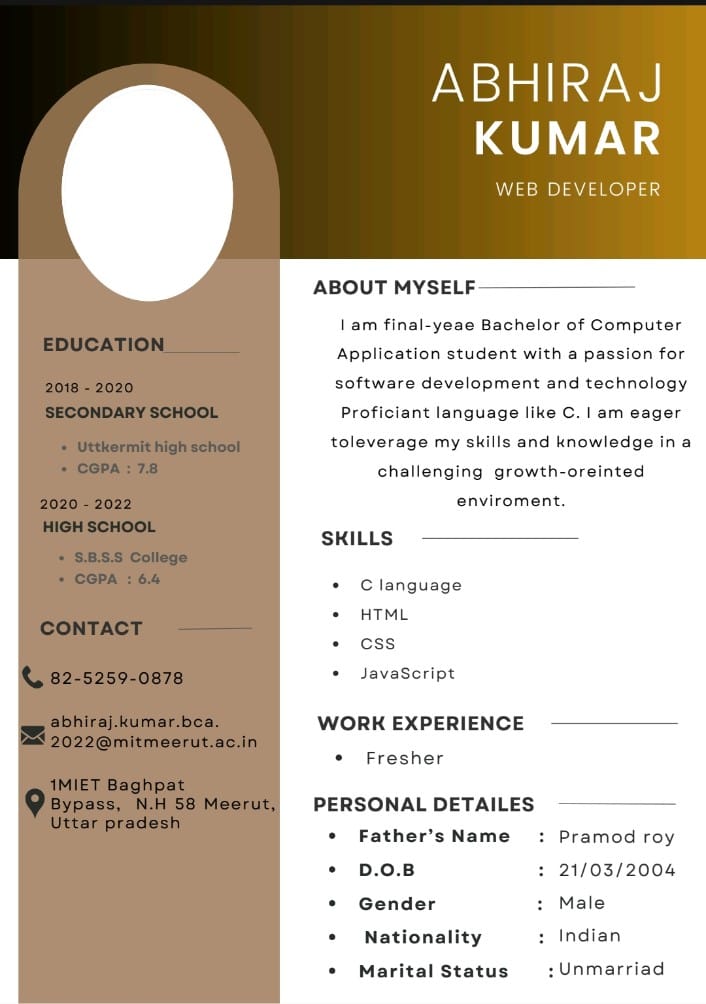 ABHIRAJ
KUMAR
WEB DEVELOPER
EDUCATION
2018 - 2020
SECONDARY SCHOOL
• Uttkermit high school
• CGPA : 7.8
2020 - 2022
HIGH SCHOOL
• S.B.S.S College
• CGPA : 6.4
CONTACT
82-5259-0878
abhiraj.kumar.bca.
2022@mitmeerut.ac.in
1MIET Baghpat
Bypass, N.H 58 Meerut,
Uttar pradesh
ABOUT MYSELF
I am final-yeae Bachelor of Computer
Application student with a passion for
software development and technology
Proficiant language like C. I am eager
toleverage my skills and knowledge in a
challenging growth-oreinted
enviroment.
SKILLS
• C language
• HTML
• CSS
• JavaScript
WORK EXPERIENCE
• Fresher
PERSONAL DETAILES
• Father's Name : Pramod roy
• D.O.B : 21/03/2004
• Gender : Male
• Nationality : Indian
• Marital Status : Unmarriad